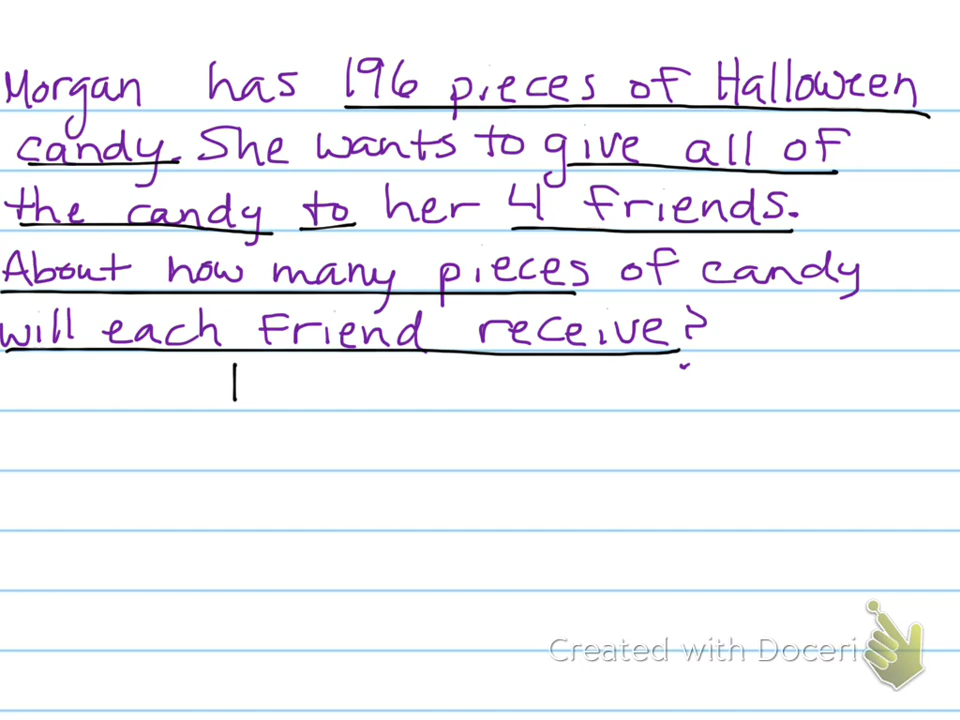 Morgan has 196 pieces of Halloween
candy. She wants to give all of
the candy to her 4 friends.
About how many pieces of candy
will each Friend receive?
Created with Doceri